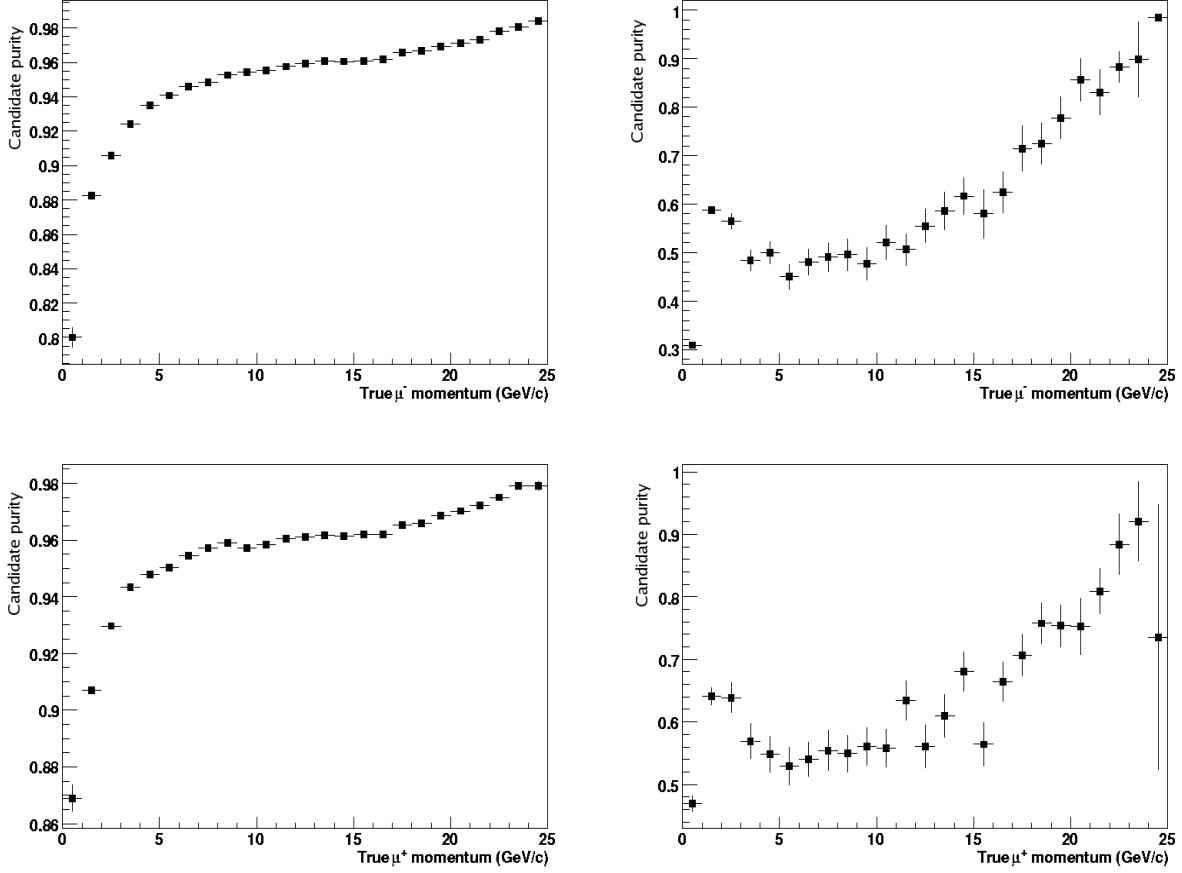 Candidate purity
0.98
0.96
0.94
0.92
0.9
0.88
0.86
0.84
0.82
0.8
0 5 10 15 20 25
True μ⁻ momentum (GeV/c)
Candidate purity
1
0.9
0.8
0.7
0.6
0.5
0.4
0.3
0 5 10 15 20 25
True μ⁻ momentum (GeV/c)
Candidate purity
0.98
0.96
0.94
0.92
0.9
0.88
0.86
0 5 10 15 20 25
True μ⁺ momentum (GeV/c)
Candidate purity
1
0.9
0.8
0.7
0.6
0.5
0 5 10 15 20 25
True μ⁺ momentum (GeV/c)